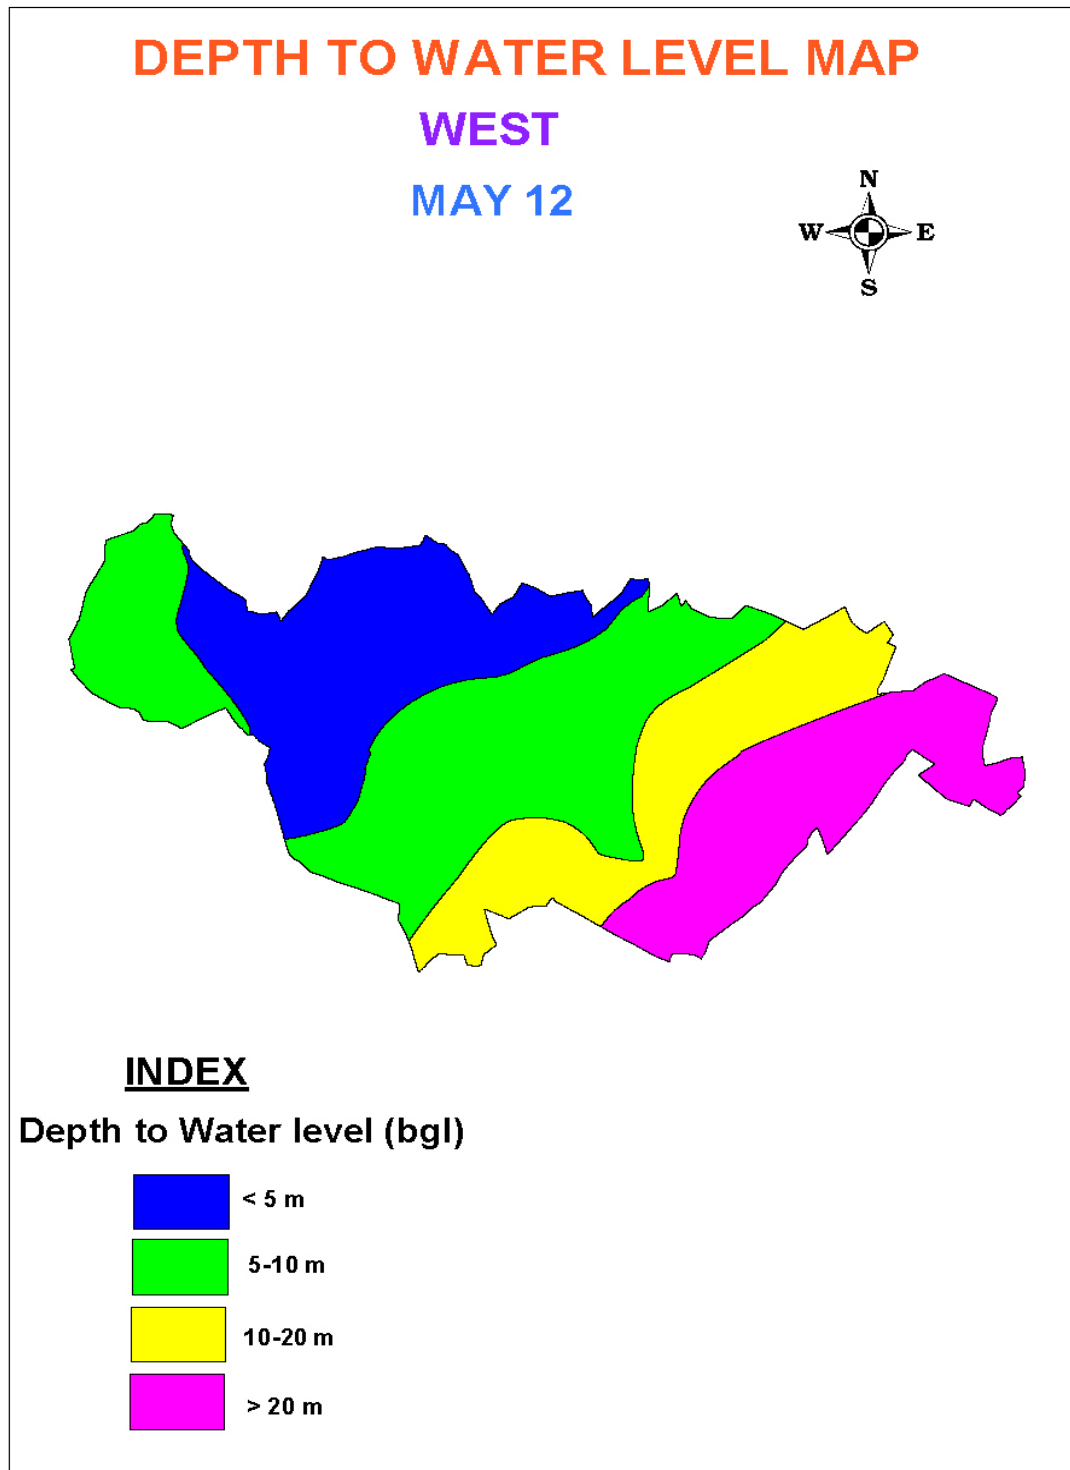 DEPTH TO WATER LEVEL MAP
WEST
MAY 12
N
W E
S
INDEX
Depth to Water level (bgl)
< 5 m
5-10 m
10-20 m
> 20 m